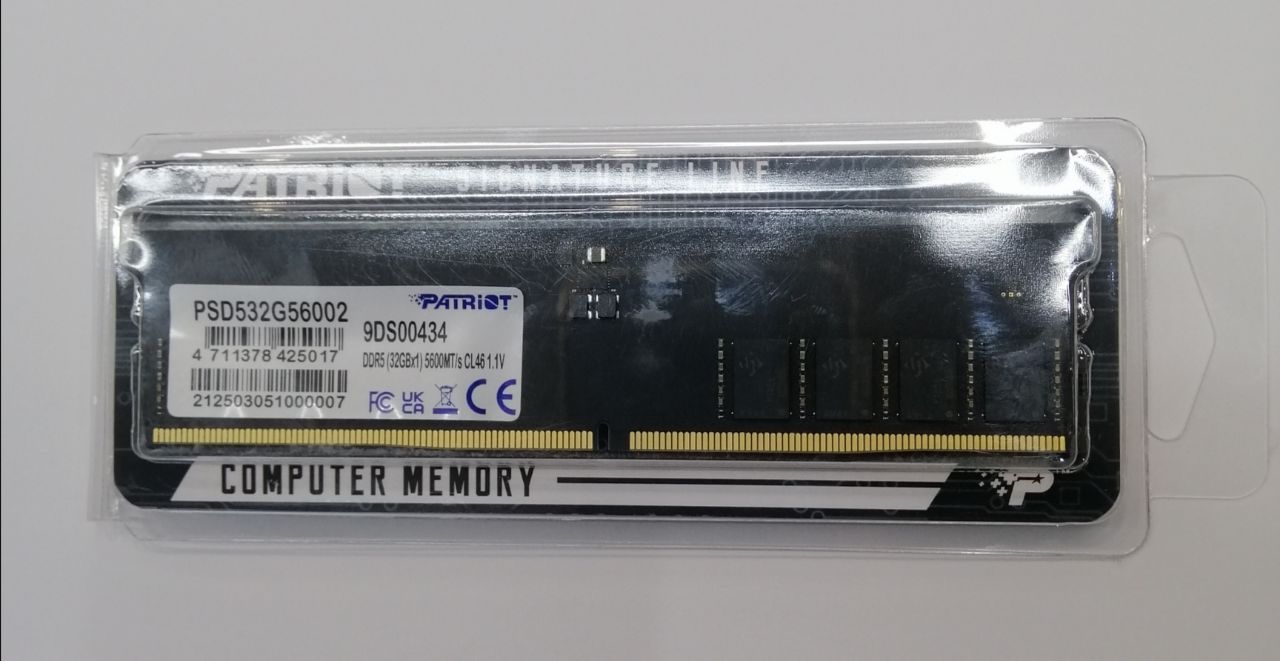 PATRIOT SIGNATURE LINE
PSD532G56002
PATRIOT™
9DS00434
4 711378 425017
DDR5 (32GBx1) 5600MT/s CL46 1.1V
212503051000007
FC UK CA CE
COMPUTER MEMORY
P